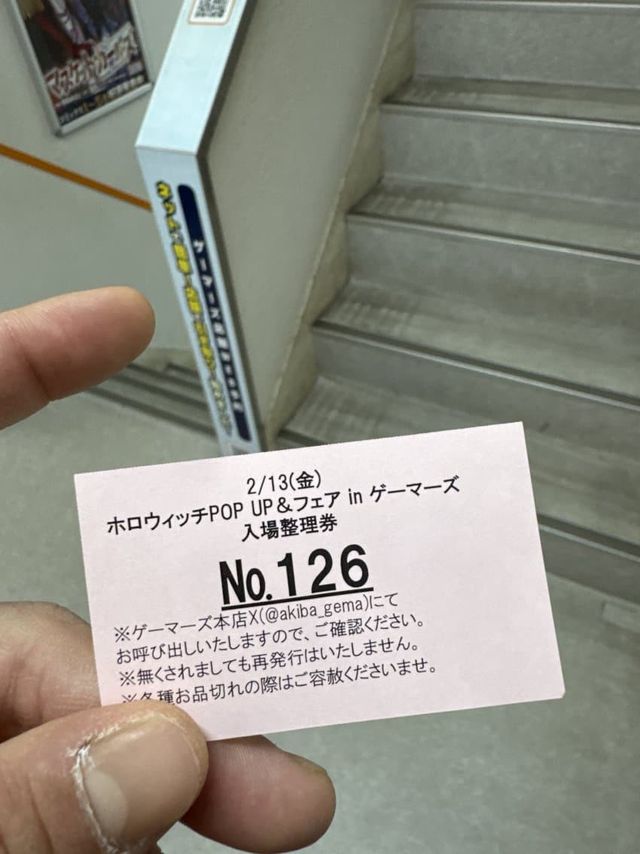 2/13(金)
ホロウィッチPOP UP&フェア in ゲーマーズ
入場整理券
No.126
※ゲーマーズ本店X(@akiba_gema)にて
お呼び出しいたしますので、ご確認ください。
※無くされましても再発行はいたしません。
※各種お品切れの際はご容赦くださいませ。